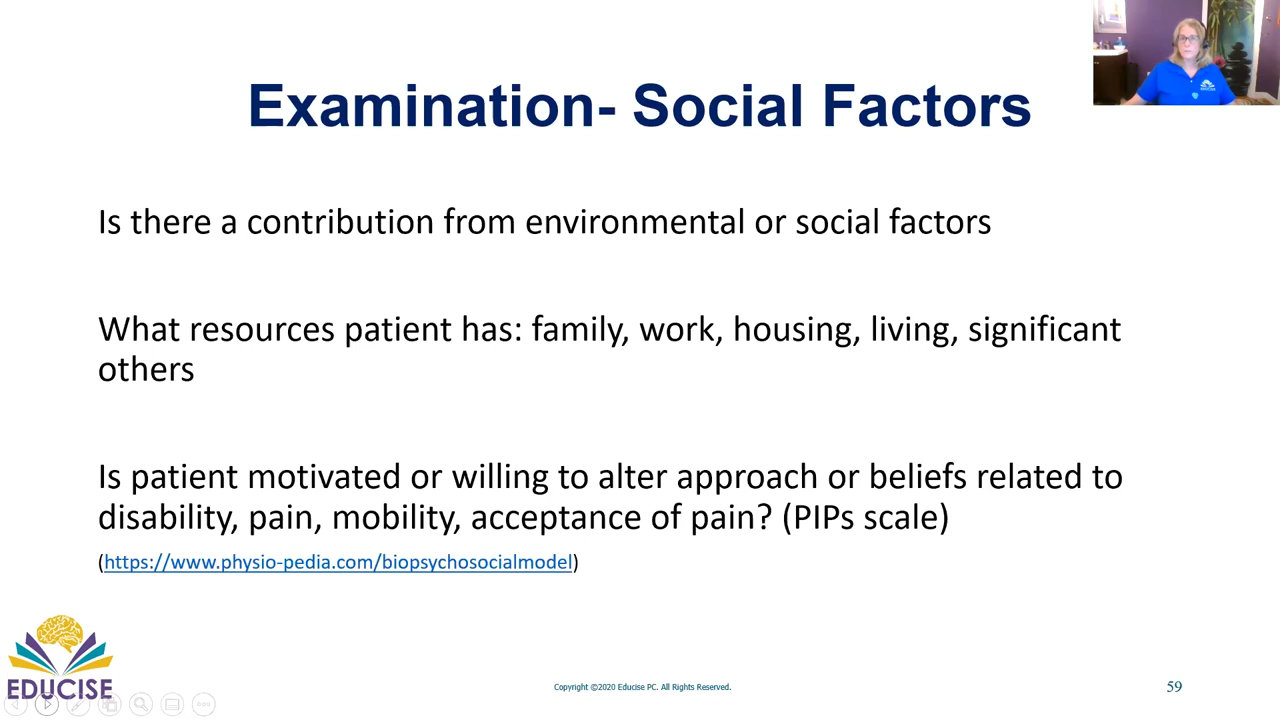 Examination- Social Factors
Is there a contribution from environmental or social factors
What resources patient has: family, work, housing, living, significant
others
Is patient motivated or willing to alter approach or beliefs related to
disability, pain, mobility, acceptance of pain? (PIPs scale)
(https://www.physio-pedia.com/biopsychosocialmodel)
EDUCISE
Copyright ©2020 Educise PC. All Rights Reserved.
59